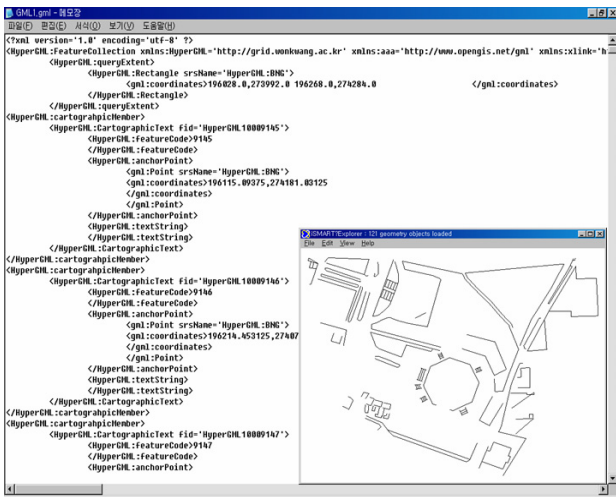 GML1.gml - 메모장
파일(F) 편집(E) 서식(O) 보기(V) 도움말(H)
<?xml version='1.0' encoding='utf-8' ?>
<HyperGML:FeatureCollection xmlns:HyperGML='http://grid.wonkwang.ac.kr' xmlns:aaa='http://www.opengis.net/gml' xmlns:xlink='h
<HyperGML:queryExtent>
<HyperGML:Rectangle srsName='HyperGML:BNG'>
<gml:coordinates>196028.0,273992.0 196268.0,274284.0 </gml:coordinates>
</HyperGML:Rectangle>
</HyperGML:queryExtent>
<HyperGML:cartograhpicMember>
<HyperGML:CartographicText fid='HyperGML10009145'>
<HyperGML:featureCode>9145
</HyperGML:featureCode>
<HyperGML:anchorPoint>
<gml:Point srsName='HyperGML:BNG'>
<gml:coordinates>196115.09375,274181.03125
</gml:coordinates>
</gml:Point>
</HyperGML:anchorPoint>
<HyperGML:textString>
</HyperGML:textString>
</HyperGML:CartographicText>
</HyperGML:cartograhpicMember>
<HyperGML:cartograhpicMember>
<HyperGML:CartographicText fid='HyperGML10009146'>
<HyperGML:featureCode>9146
</HyperGML:featureCode>
<HyperGML:anchorPoint>
<gml:Point srsName='HyperGML:BNG'>
<gml:coordinates>196214.453125,27407
</gml:coordinates>
</gml:Point>
</HyperGML:anchorPoint>
<HyperGML:textString>
</HyperGML:textString>
</HyperGML:CartographicText>
</HyperGML:cartograhpicMember>
<HyperGML:cartograhpicMember>
<HyperGML:CartographicText fid='HyperGML10009147'>
<HyperGML:featureCode>9147
</HyperGML:featureCode>
<HyperGML:anchorPoint>
iSMART7Explorer : 121 geometry objects loaded
File Edit View Help